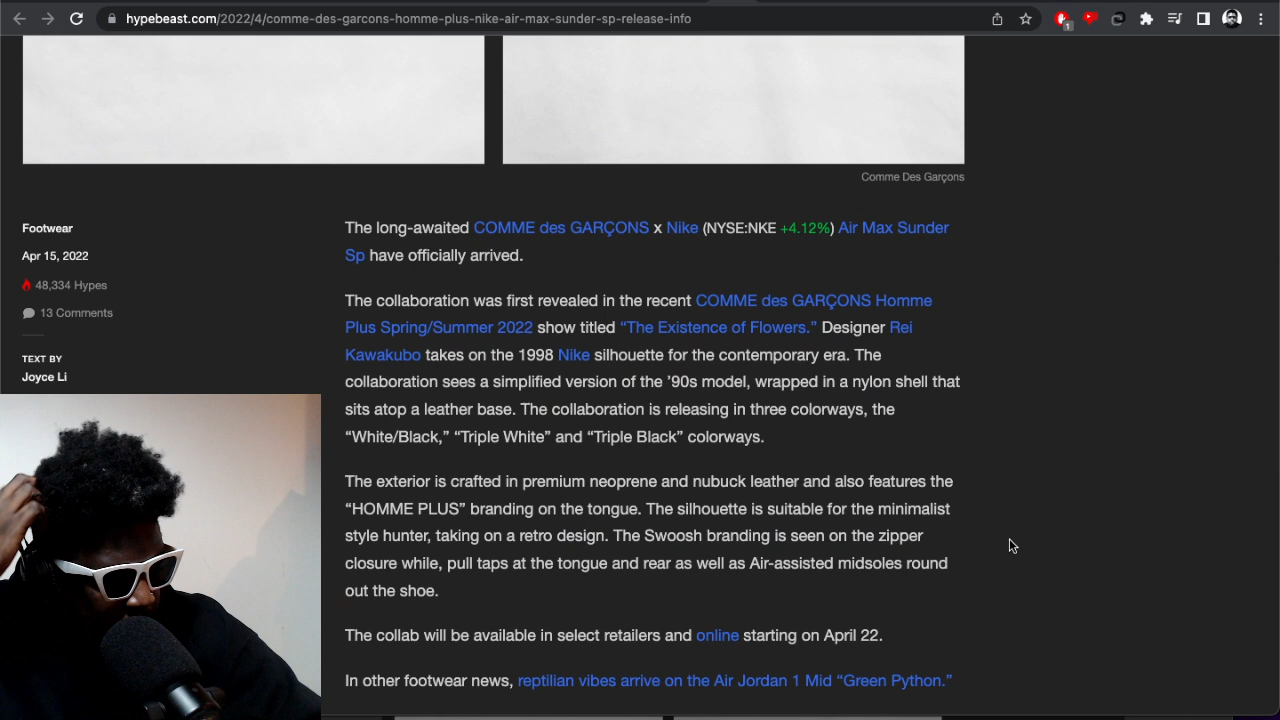 hypebeast.com/2022/4/comme-des-garcons-homme-plus-nike-air-max-sunder-sp-release-info
1
Comme Des Garçons
Footwear
Apr 15, 2022
48,334 Hypes
13 Comments
TEXT BY
Joyce Li
The long-awaited COMME des GARÇONS x Nike (NYSE:NKE +4.12%) Air Max Sunder
Sp have officially arrived.
The collaboration was first revealed in the recent COMME des GARÇONS Homme
Plus Spring/Summer 2022 show titled “The Existence of Flowers.” Designer Rei
Kawakubo takes on the 1998 Nike silhouette for the contemporary era. The
collaboration sees a simplified version of the ’90s model, wrapped in a nylon shell that
sits atop a leather base. The collaboration is releasing in three colorways, the
“White/Black,” “Triple White” and “Triple Black” colorways.
The exterior is crafted in premium neoprene and nubuck leather and also features the
“HOMME PLUS” branding on the tongue. The silhouette is suitable for the minimalist
style hunter, taking on a retro design. The Swoosh branding is seen on the zipper
closure while, pull taps at the tongue and rear as well as Air-assisted midsoles round
out the shoe.
The collab will be available in select retailers and online starting on April 22.
In other footwear news, reptilian vibes arrive on the Air Jordan 1 Mid “Green Python.”